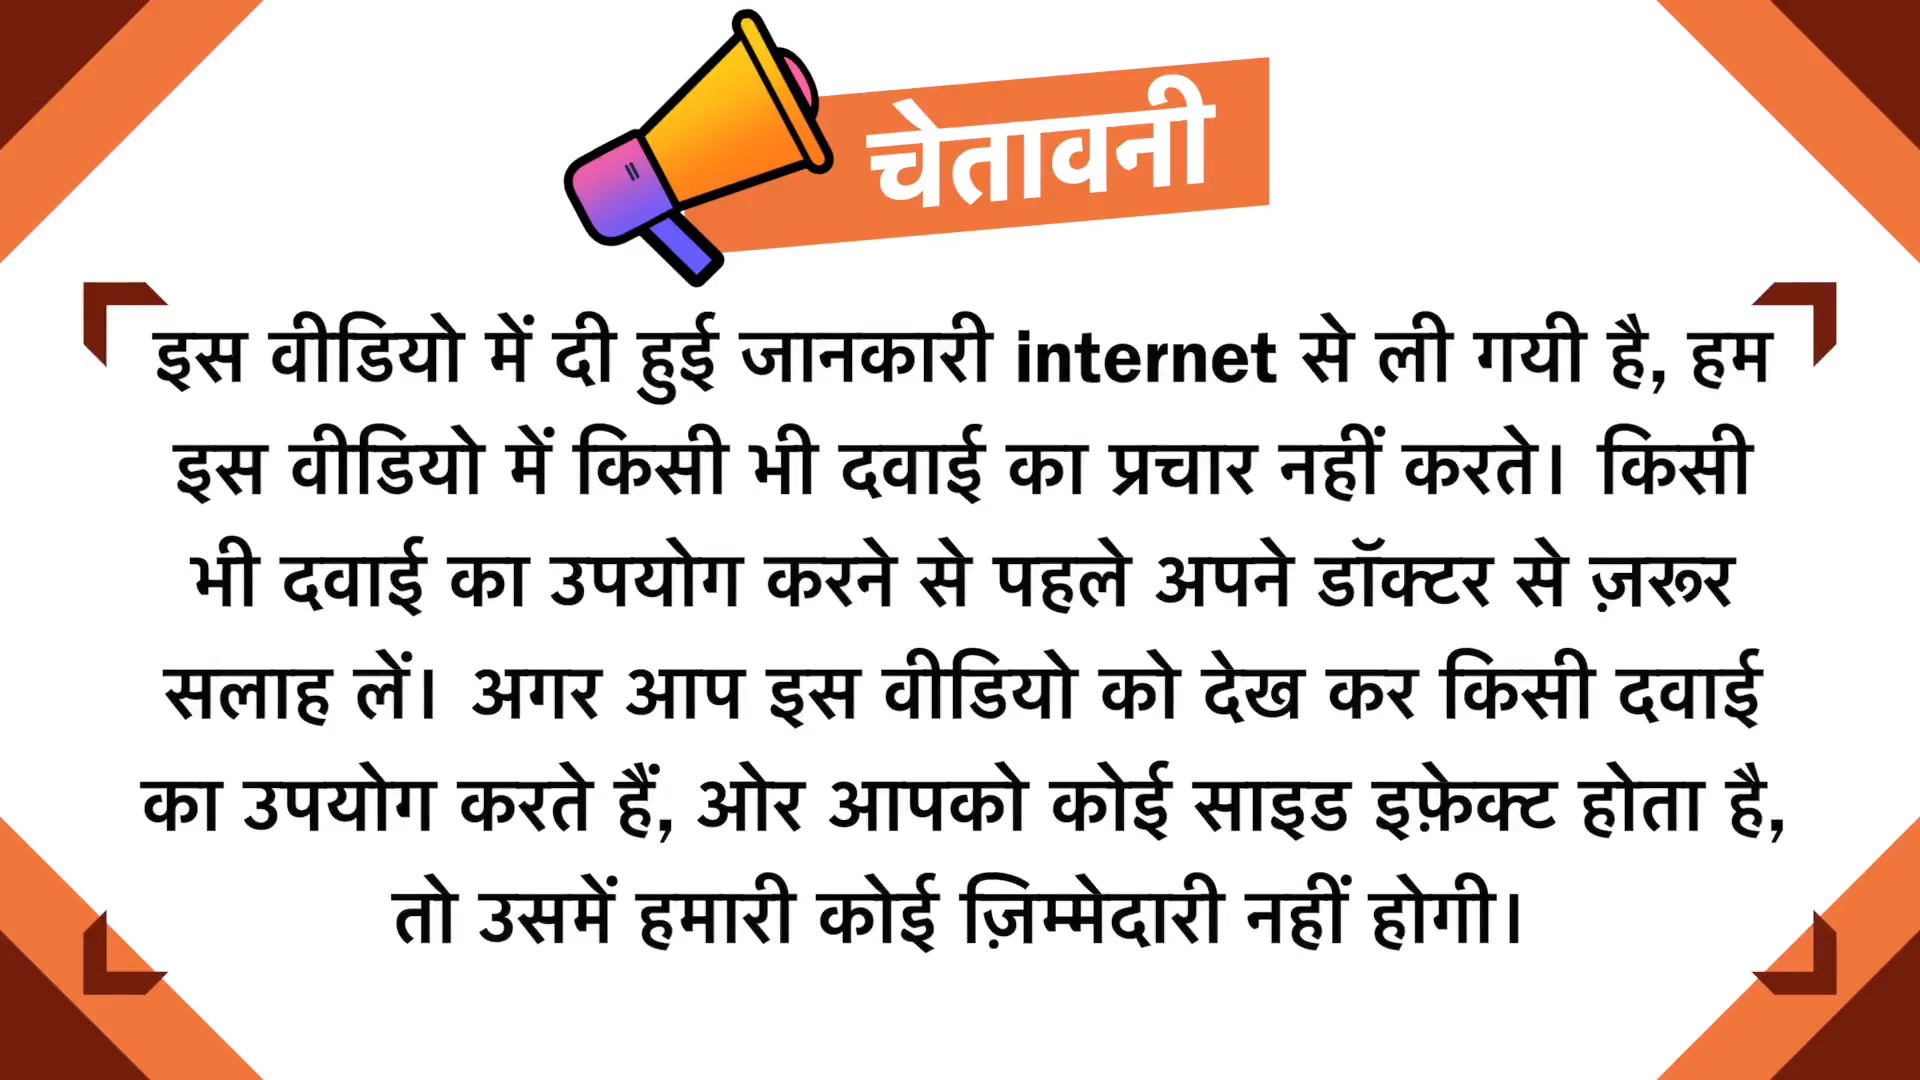 चेतावनी
इस वीडियो में दी हुई जानकारी internet से ली गयी है, हम
इस वीडियो में किसी भी दवाई का प्रचार नहीं करते। किसी
भी दवाई का उपयोग करने से पहले अपने डॉक्टर से ज़रूर
सलाह लें। अगर आप इस वीडियो को देख कर किसी दवाई
का उपयोग करते हैं, ओर आपको कोई साइड इफ़ेक्ट होता है,
तो उसमें हमारी कोई ज़िम्मेदारी नहीं होगी।